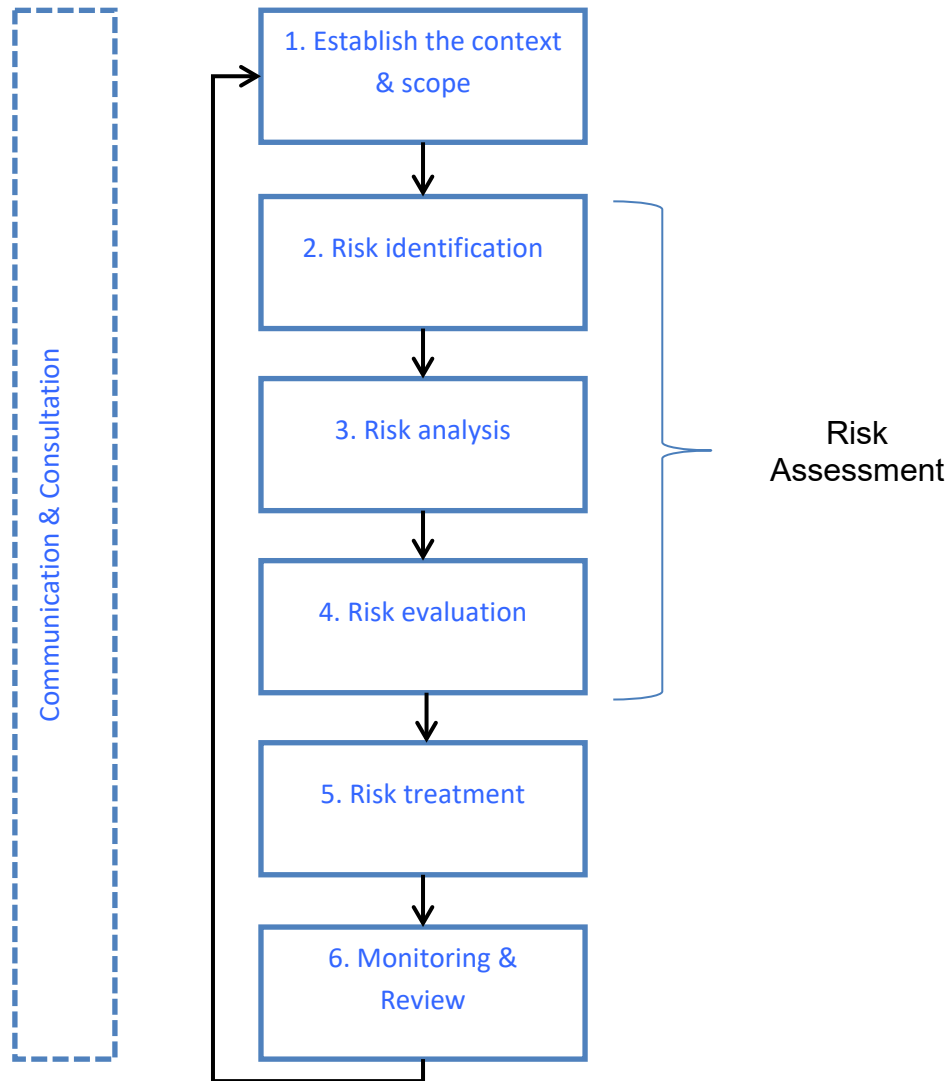 Communication & Consultation
1. Establish the context
& scope
2. Risk identification
3. Risk analysis
4. Risk evaluation
5. Risk treatment
6. Monitoring &
Review
Risk
Assessment